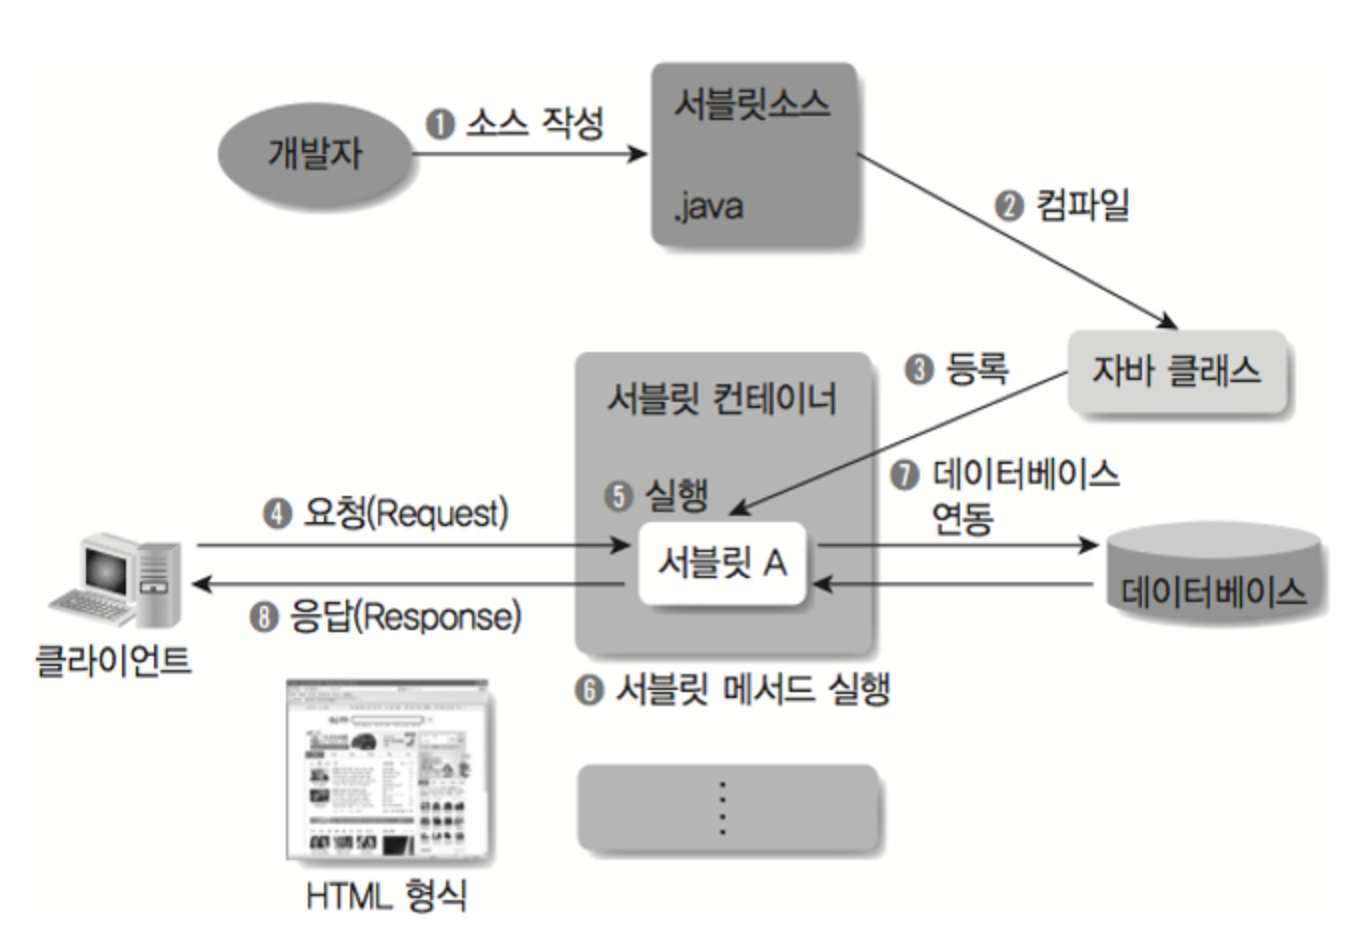 서블릿소스
.java
개발자
❶ 소스 작성
❷ 컴파일
자바 클래스
❸ 등록
서블릿 컨테이너
❹ 요청(Request)
❺ 실행
서블릿 A
❼ 데이터베이스
연동
데이터베이스
❽ 응답(Response)
클라이언트
❻ 서블릿 메서드 실행
HTML 형식